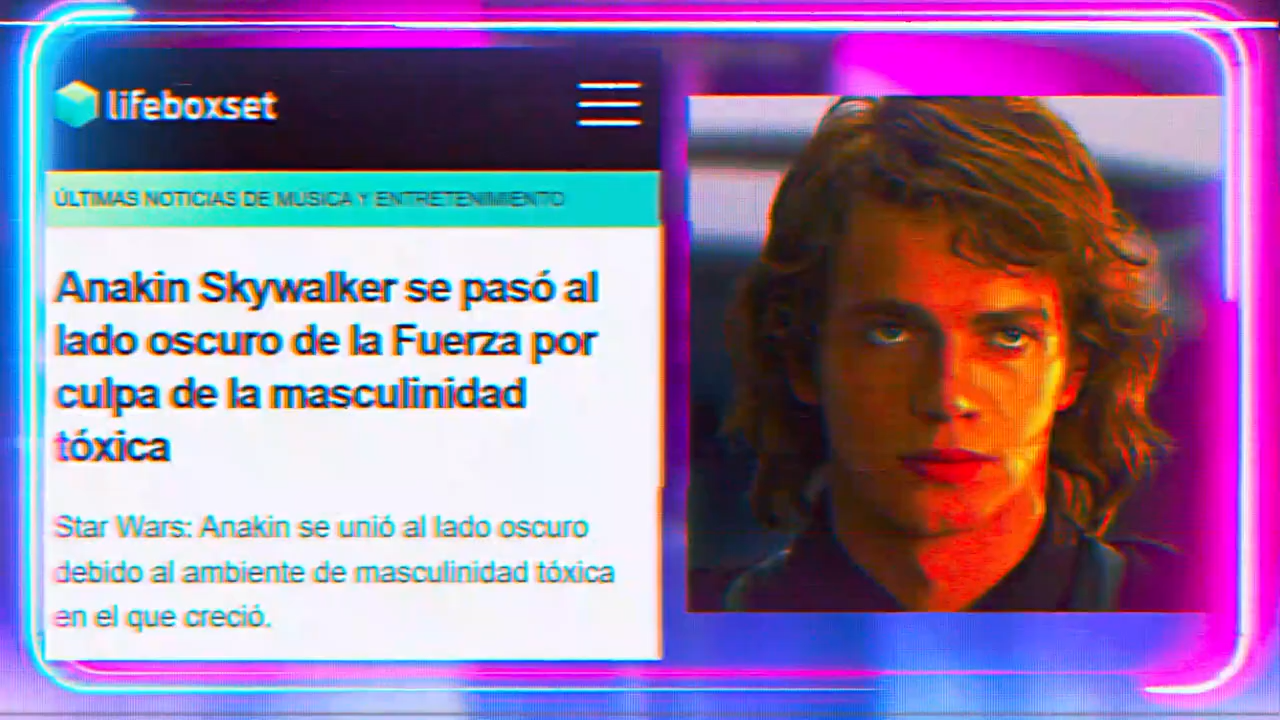 lifeboxset
ÚLTIMAS NOTICIAS DE MÚSICA Y ENTRETENIMIENTO
Anakin Skywalker se pasó al
lado oscuro de la Fuerza por
culpa de la masculinidad
tóxica
Star Wars: Anakin se unió al lado oscuro
debido al ambiente de masculinidad tóxica
en el que creció.